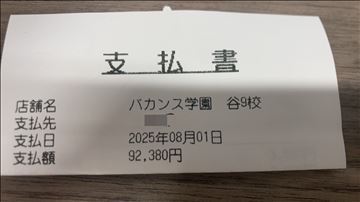 支払書
店舗名 バカンス学園 谷9校
支払先
支払日 2025年08月01日
支払額 92,380円